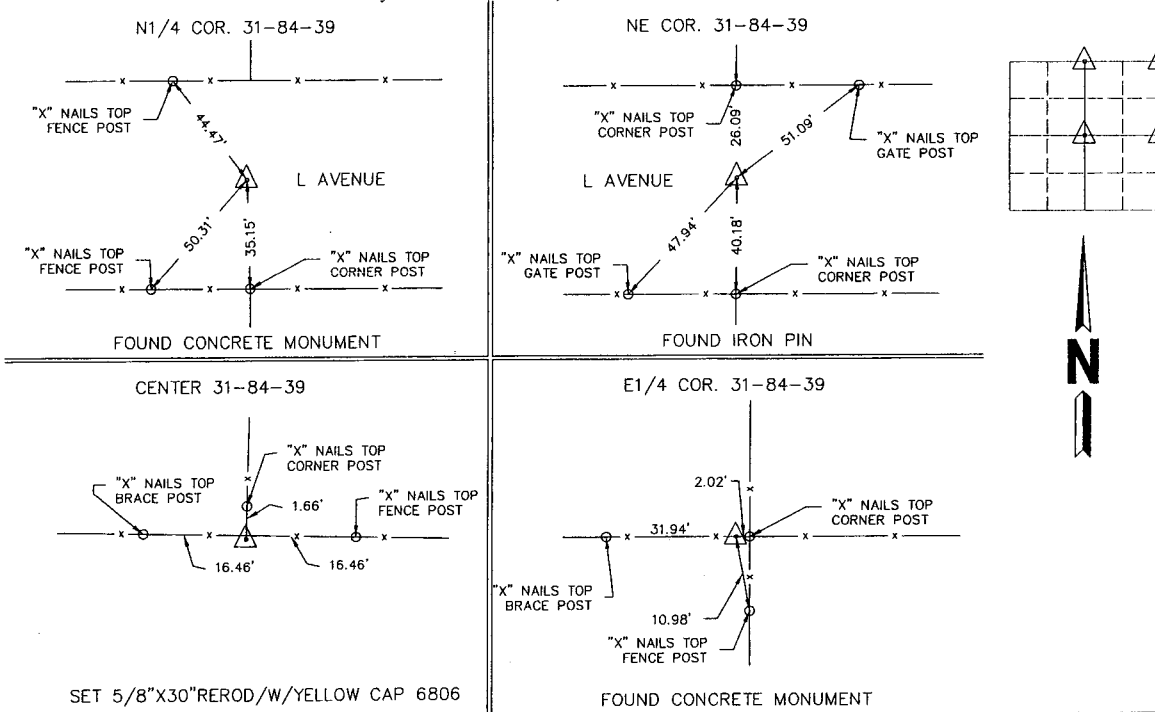 N1/4 COR. 31-84-39
"X" NAILS TOP
FENCE POST
44.47'
L AVENUE
50.31'
35.15'
"X" NAILS TOP
FENCE POST
"X" NAILS TOP
CORNER POST
FOUND CONCRETE MONUMENT
NE COR. 31-84-39
"X" NAILS TOP
CORNER POST
26.09'
51.09'
"X" NAILS TOP
GATE POST
L AVENUE
47.94'
40.18'
"X" NAILS TOP
GATE POST
"X" NAILS TOP
CORNER POST
FOUND IRON PIN
N
CENTER 31-84-39
"X" NAILS TOP
CORNER POST
"X" NAILS TOP
BRACE POST
1.66'
"X" NAILS TOP
FENCE POST
16.46'
16.46'
SET 5/8"X30"REROD/W/YELLOW CAP 6806
E1/4 COR. 31-84-39
2.02'
"X" NAILS TOP
CORNER POST
31.94'
"X" NAILS TOP
BRACE POST
10.98'
"X" NAILS TOP
FENCE POST
FOUND CONCRETE MONUMENT